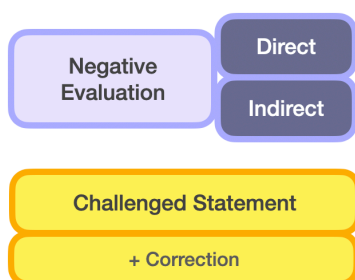 Negative
Evaluation
Direct
Indirect
Challenged Statement
+ Correction